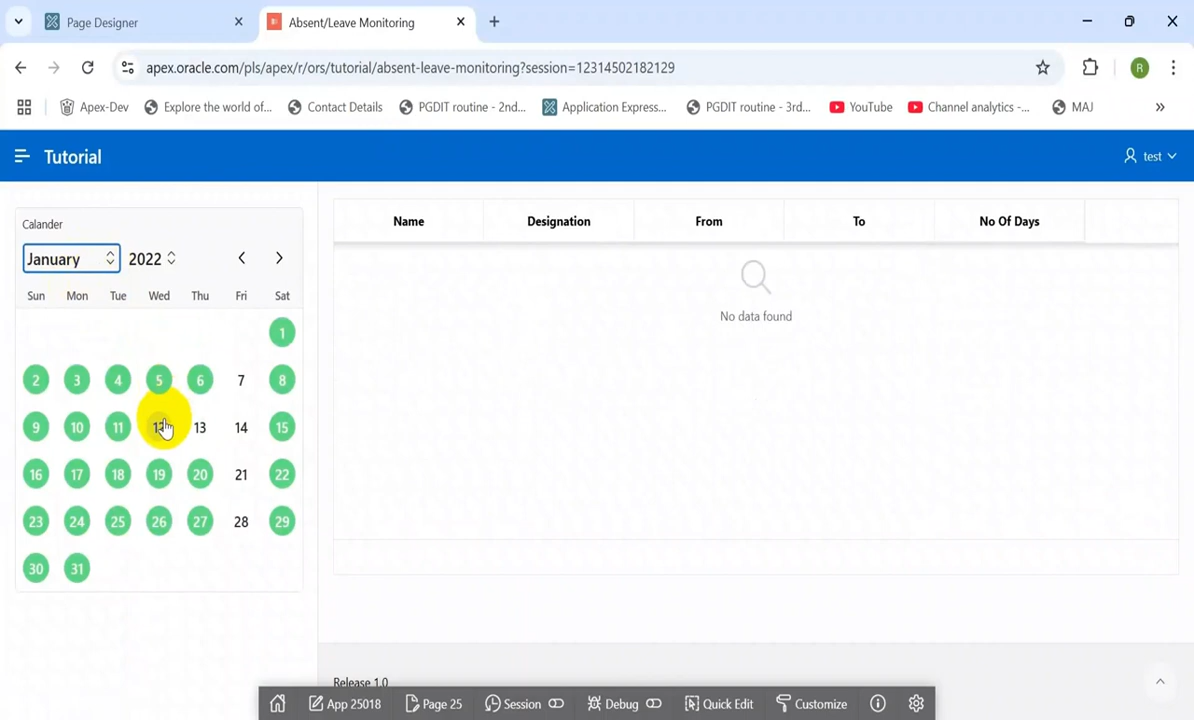 Page Designer
Absent/Leave Monitoring
apex.oracle.com/pls/apex/r/ors/tutorial/absent-leave-monitoring?session=12314502182129
R
Apex-Dev
Explore the world of...
Contact Details
PGDIT routine - 2nd...
Application Express...
PGDIT routine - 3rd...
YouTube
Channel analytics -...
MAJ
Tutorial
test
Calander
January 2022
Sun Mon Tue Wed Thu Fri Sat
1
2 3 4 5 6 7 8
9 10 11 12 13 14 15
16 17 18 19 20 21 22
23 24 25 26 27 28 29
30 31
Name Designation From To No Of Days
No data found
Release 1.0
App 25018 Page 25 Session Debug Quick Edit Customize